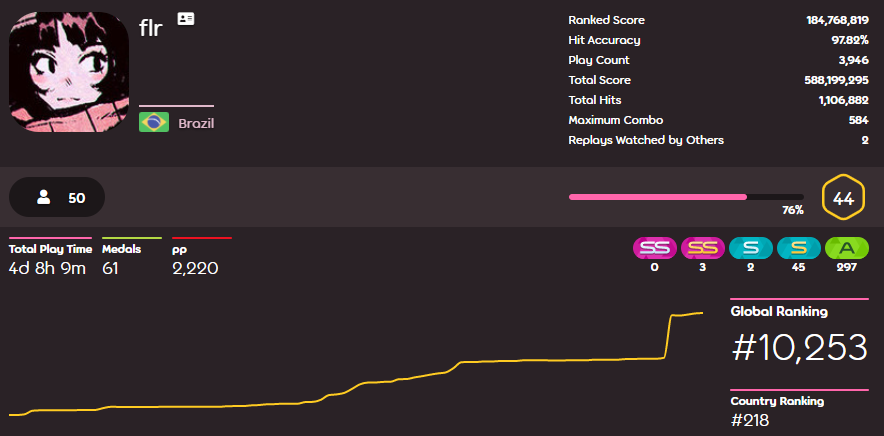 flr
Brazil
Ranked Score 184,768,819
Hit Accuracy 97.82%
Play Count 3,946
Total Score 588,199,295
Total Hits 1,106,882
Maximum Combo 584
Replays Watched by Others 2
50
76%
44
Total Play Time Medals pp
4d 8h 9m 61 2,220
SS SS S S A
0 3 2 45 297
Global Ranking
#10,253
Country Ranking
#218